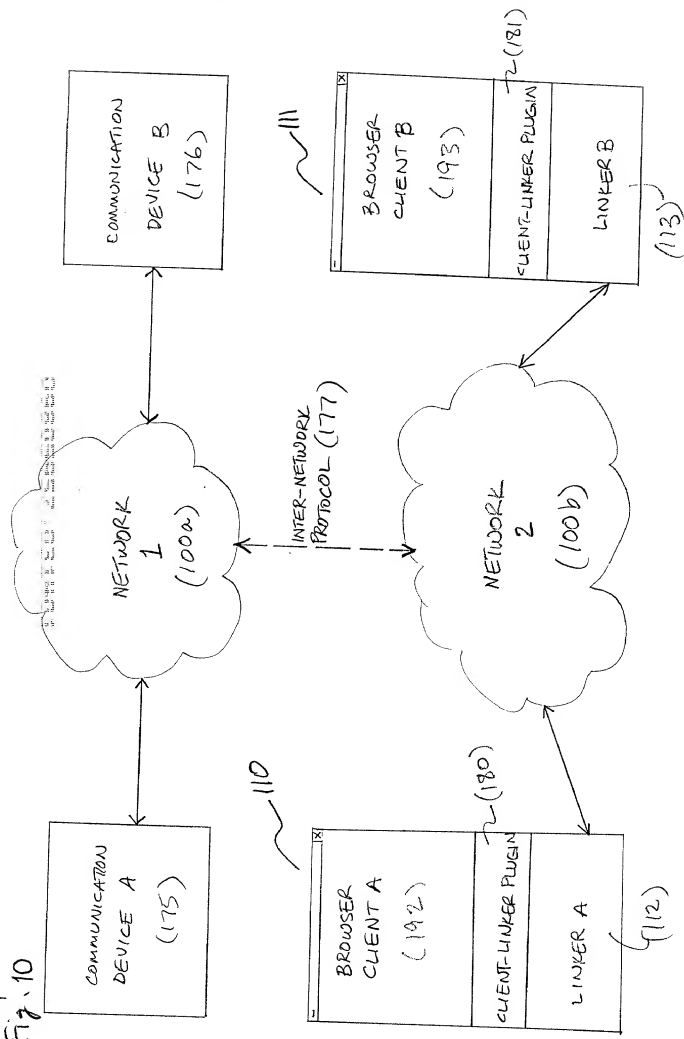 Fig. 10
COMMUNICATION
DEVICE A
(175)
NETWORK
1
(100a)
COMMUNICATION
DEVICE B
(176)
INTER-NETWORK
PROTOCOL (177)
110
BROWSER
CLIENT A
(192)
CLIENT-LINKER PLUGIN
(180)
LINKER A
(112)
NETWORK
2
(100b)
111
BROWSER
CLIENT B
(193)
CLIENT-LINKER PLUGIN
(181)
LINKER B
(113)